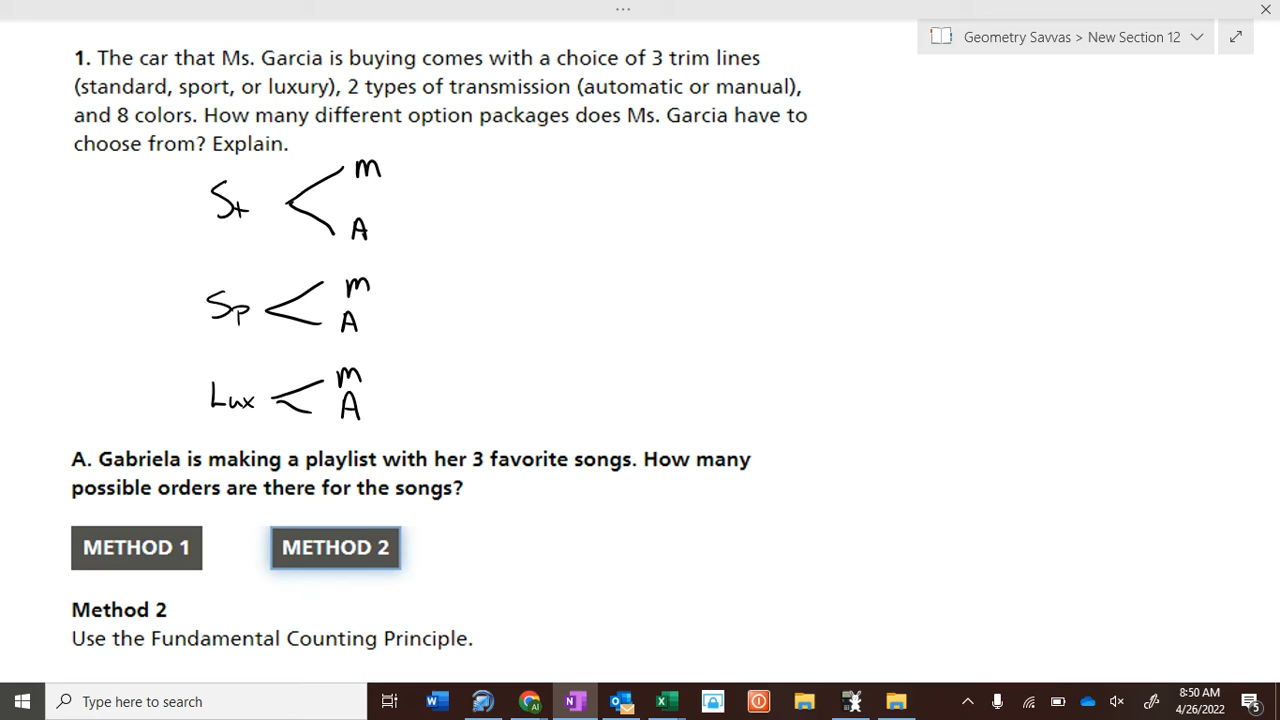 Geometry Savvas > New Section 12
1. The car that Ms. Garcia is buying comes with a choice of 3 trim lines
(standard, sport, or luxury), 2 types of transmission (automatic or manual),
and 8 colors. How many different option packages does Ms. Garcia have to
choose from? Explain.
m
St
A
m
Sp
A
m
Lux
A
A. Gabriela is making a playlist with her 3 favorite songs. How many
possible orders are there for the songs?
METHOD 1 METHOD 2
Method 2
Use the Fundamental Counting Principle.
Type here to search
8:50 AM
4/26/2022
5